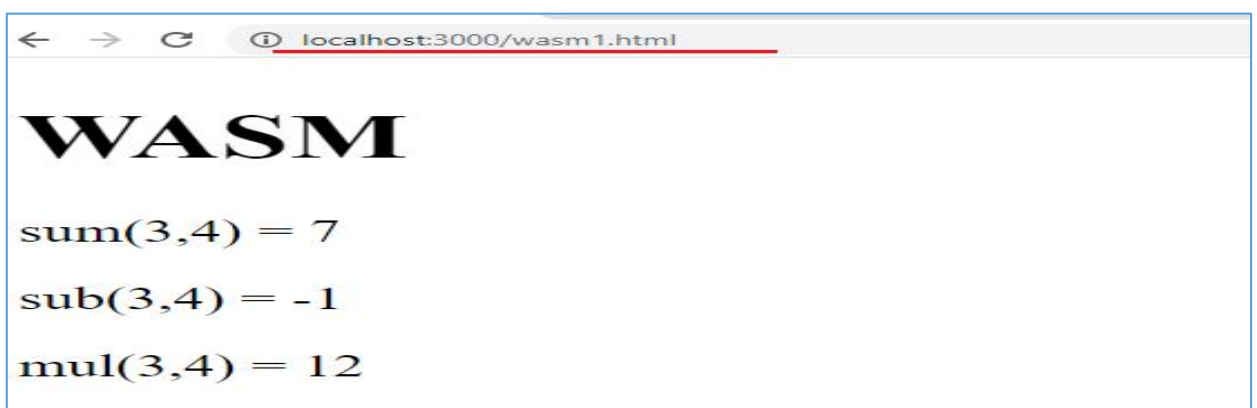 localhost:3000/wasm1.html
WASM
sum(3,4) = 7
sub(3,4) = -1
mul(3,4) = 12